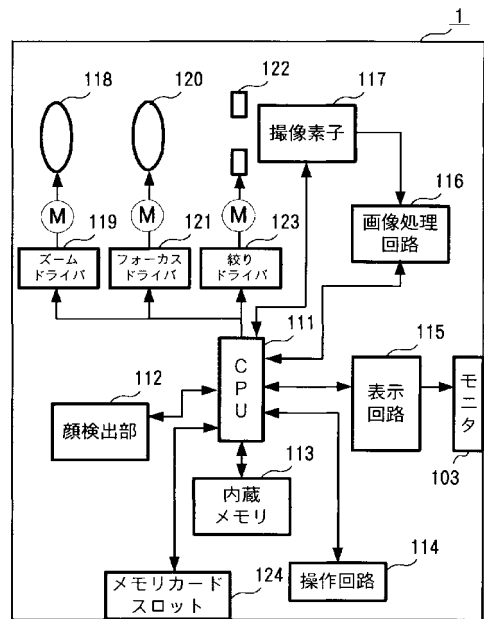 1
118
120
122
117
撮像素子
116
画像処理
回路
M
M
M
119
121
123
ズーム
ドライバ
フォーカス
ドライバ
絞り
ドライバ
111
CPU
115
表示
回路
モニタ
103
112
顔検出部
113
内蔵
メモリ
114
操作回路
メモリカード
スロット
124